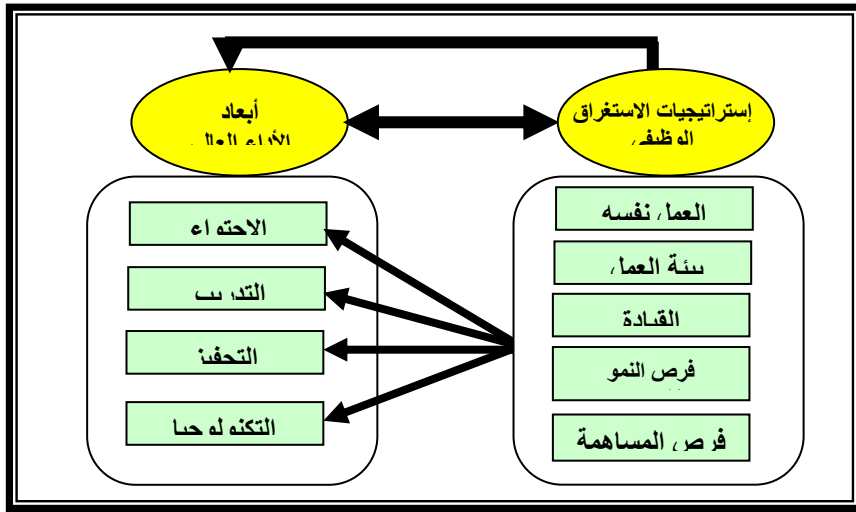 إستراتيجيات الاستغراق
الوظيفي
العمل نفسه
بيئة العمل
القيادة
فرص النمو
فرص المساهمة
أبعاد
الأداء العالي
الاحتواء
التدريب
التحفيز
التكنولوجيا